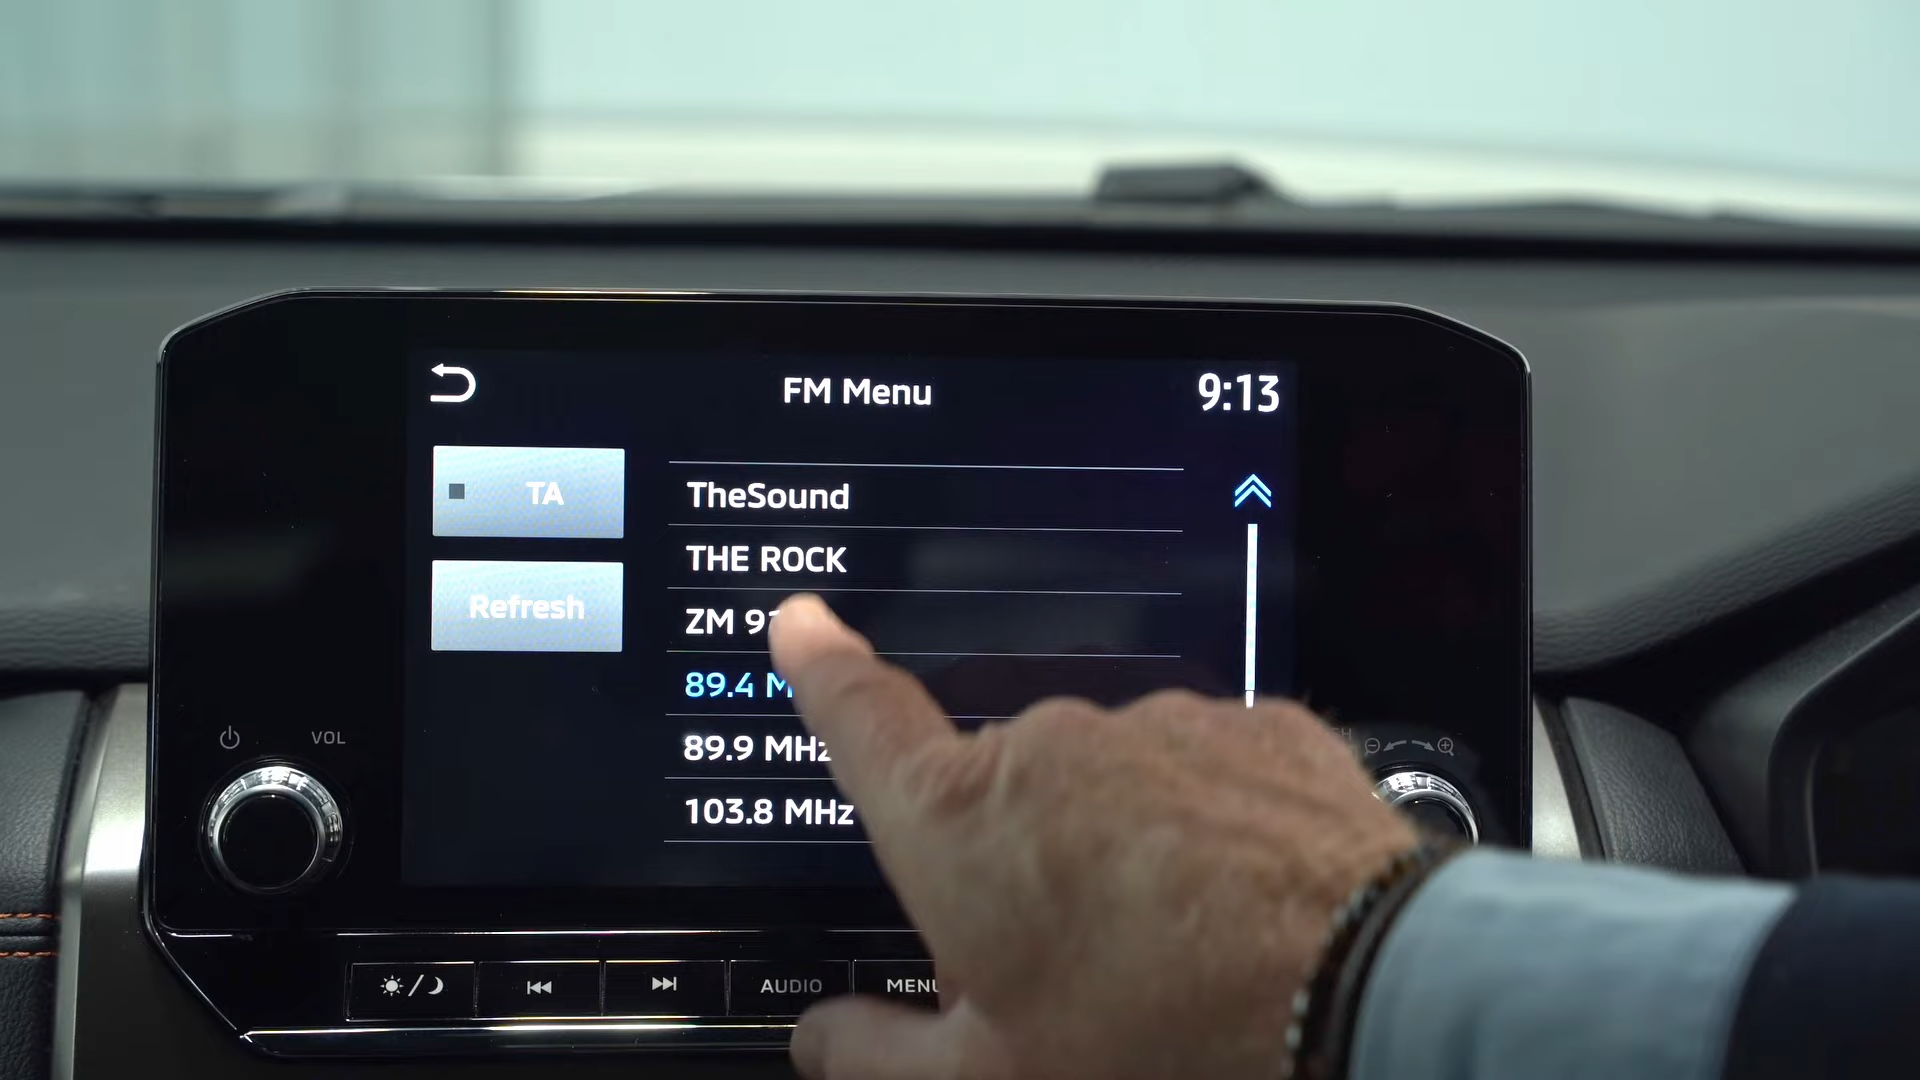 FM Menu
9:13
TA
Refresh
TheSound
THE ROCK
ZM
89.4
89.9 MHz
103.8 MHz
VOL
AUDIO
MENU